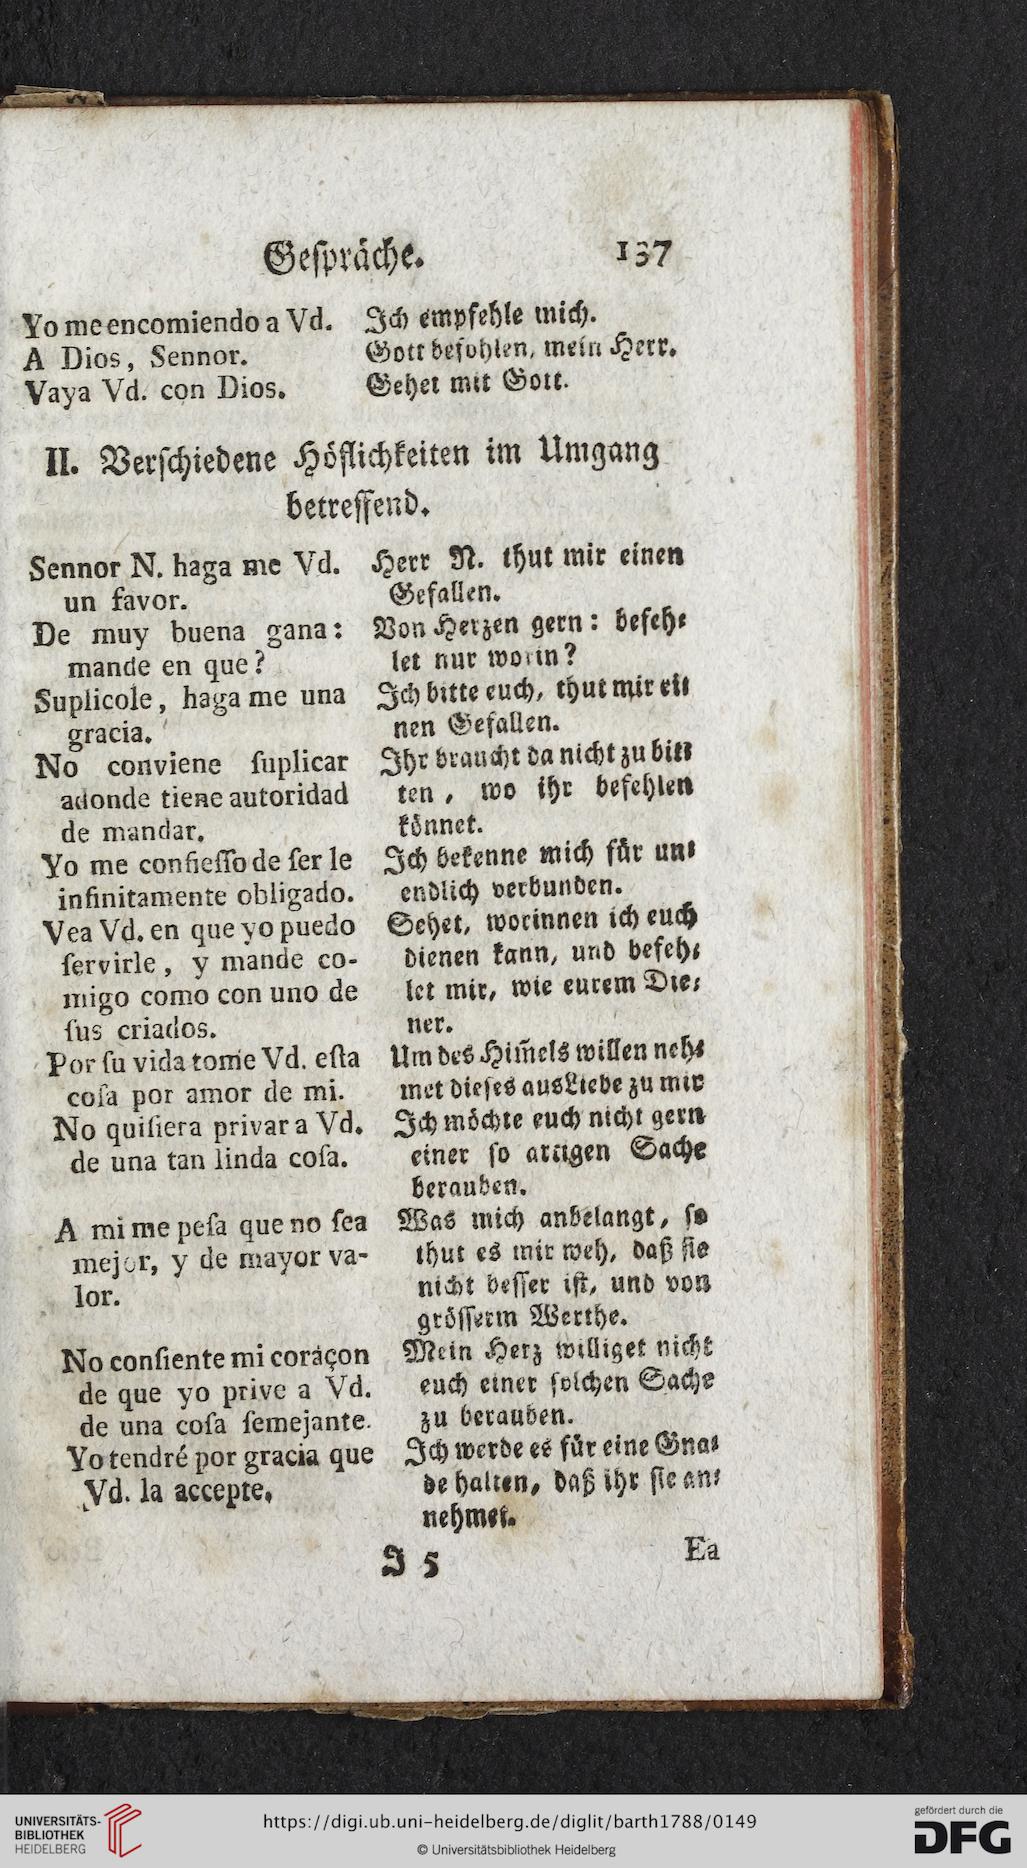 Geſpräche. 137
Yo me encomiendo a Vd.
A Dios, Sennor.
Vaya Vd. con Dios.
Ich empfehle mich.
Gott befohlen, mein Herr.
Gehet mit Gott.
II. Verſchiedene Höflichkeiten im Umgang
betreffend.
Sennor N. haga me Vd.
un favor.
De muy buena gana:
mande en que?
Suplicole, haga me una
gracia.
No conviene ſuplicar
adonde tiene autoridad
de mandar.
Yo me confieſſo de ſer le
infinitamente obligado.
Vea Vd. en que yo puedo
ſervirle, y mande co-
migo como con uno de
ſus criados.
Por ſu vida tome Vd. eſta
coſa por amor de mi.
No quiſiera privar a Vd.
de una tan linda coſa.
A mi me peſa que no ſea
mejor, y de mayor va-
lor.
No conſiente mi coraçon
de que yo prive a Vd.
de una coſa ſemejante.
Yo tendré por gracia que
Vd. la accepte.
Herr N. thut mir einen
Gefallen.
Von Herzen gern: befeh⸗
let nur worin?
Ich bitte euch, thut mir ei⸗
nen Gefallen.
Ihr braucht da nicht zu bit⸗
ten, wo ihr befehlen
könnet.
Ich bekenne mich für un⸗
endlich verbunden.
Sehet, worinnen ich euch
dienen kann, und befeh⸗
let mir, wie eurem Die⸗
ner.
Um des Him̃els willen neh⸗
met dieſes aus Liebe zu mir
Ich möchte euch nicht gern
einer ſo artigen Sache
berauben.
Was mich anbelangt, ſo
thut es mir weh, daß ſie
nicht beſſer iſt, und von
gröſſerm Werthe.
Mein Herz williget nicht
euch einer ſolchen Sache
zu berauben.
Ich werde es für eine Gna⸗
de halten, daß ihr ſie an⸗
nehmet.
J 5 Ea
UNIVERSITÄTS-
BIBLIOTHEK
HEIDELBERG
https://digi.ub.uni-heidelberg.de/diglit/barth1788/0149
© Universitätsbibliothek Heidelberg
gefördert durch die
DFG